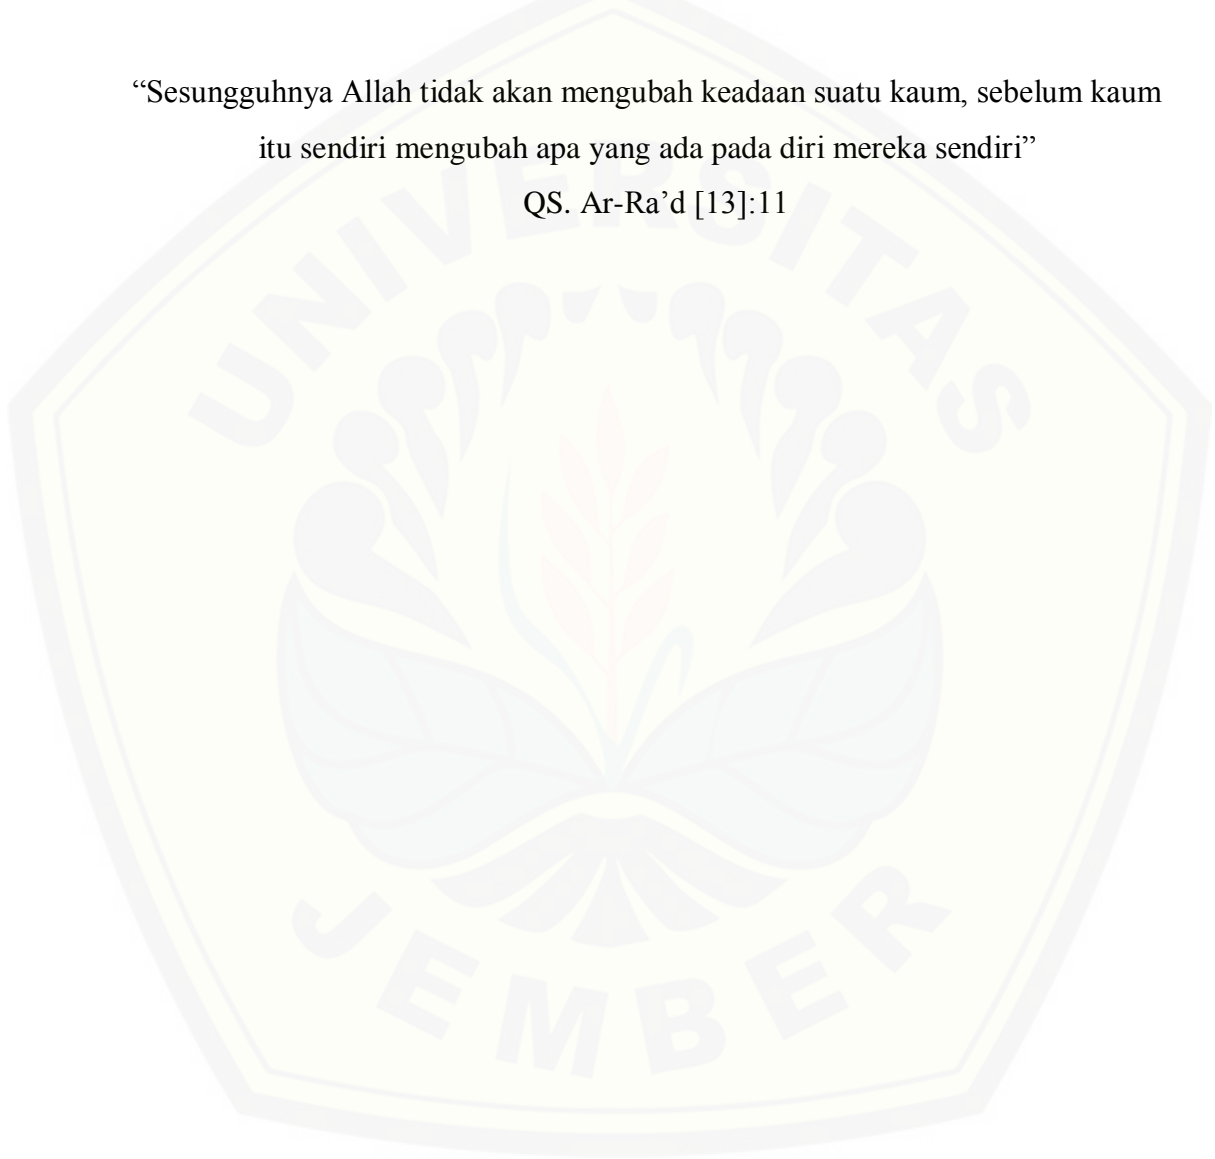 “Sesungguhnya Allah tidak akan mengubah keadaan suatu kaum, sebelum kaum
itu sendiri mengubah apa yang ada pada diri mereka sendiri”
QS. Ar-Ra’d [13]:11
UNIVERSITAS
JEMBER